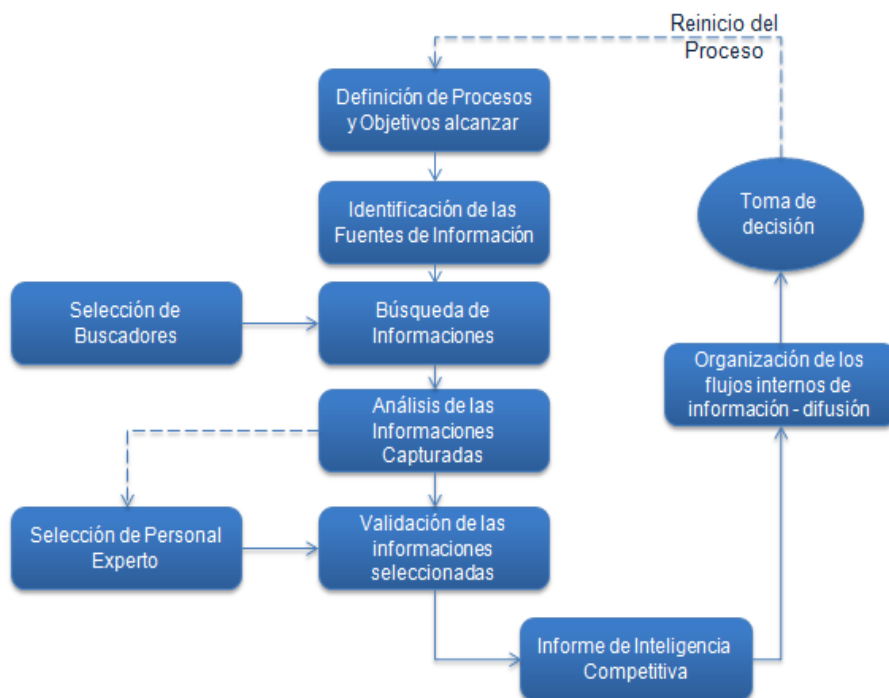 Reinicio del
Proceso
Definición de Procesos
y Objetivos alcanzar
Identificación de las
Fuentes de Información
Toma de
decisión
Selección de
Buscadores
Búsqueda de
Informaciones
Organización de los
flujos internos de
información - difusión
Análisis de las
Informaciones
Capturadas
Selección de Personal
Experto
Validación de las
informaciones
seleccionadas
Informe de Inteligencia
Competitiva